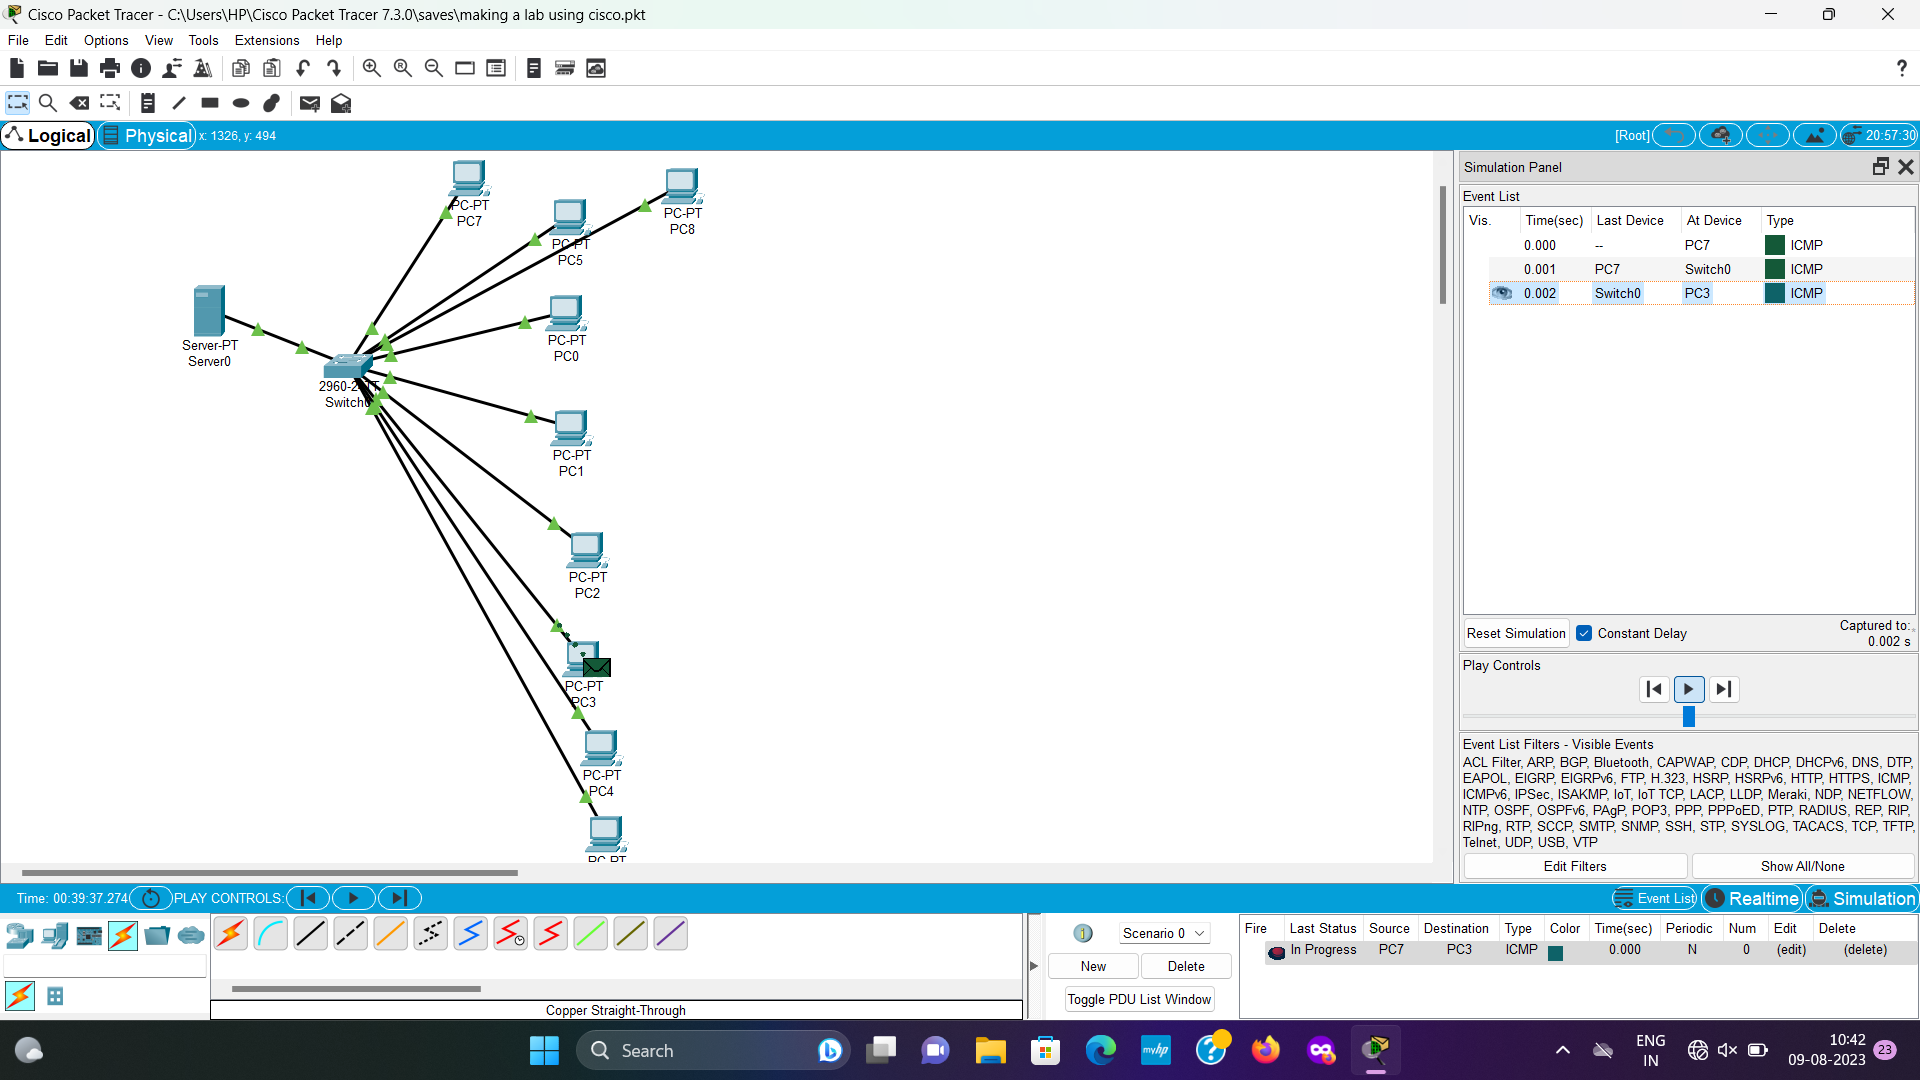 Cisco Packet Tracer - C:\Users\HP\Cisco Packet Tracer 7.3.0\saves\making a lab using cisco.pkt
File Edit Options View Tools Extensions Help
?
Logical Physical x: 1326, y: 494 [Root] 20:57:30
PC-PT
PC7
PC-PT
PC8
PC-PT
PC5
Server-PT
Server0
PC-PT
PC0
2960-24TT
Switch0
PC-PT
PC1
PC-PT
PC2
PC-PT
PC3
PC-PT
PC4
PC-PT
Simulation Panel
Event List
Vis. Time(sec) Last Device At Device Type
0.000 -- PC7 ICMP
0.001 PC7 Switch0 ICMP
0.002 Switch0 PC3 ICMP
Reset Simulation Constant Delay Captured to:
0.002 s
Play Controls
Event List Filters - Visible Events
ACL Filter, ARP, BGP, Bluetooth, CAPWAP, CDP, DHCP, DHCPv6, DNS, DTP,
EAPOL, EIGRP, EIGRPv6, FTP, H.323, HSRP, HSRPv6, HTTP, HTTPS, ICMP,
ICMPv6, IPSec, ISAKMP, IoT, IoT TCP, LACP, LLDP, Meraki, NDP, NETFLOW,
NTP, OSPF, OSPFv6, PAgP, POP3, PPP, PPPoED, PTP, RADIUS, REP, RIP,
RIPng, RTP, SCCP, SMTP, SNMP, SSH, STP, SYSLOG, TACACS, TCP, TFTP,
Telnet, UDP, USB, VTP
Edit Filters Show All/None
Time: 00:39:37.274 PLAY CONTROLS: Event List Realtime Simulation
Scenario 0
New Delete
Toggle PDU List Window
Fire Last Status Source Destination Type Color Time(sec) Periodic Num Edit Delete
In Progress PC7 PC3 ICMP 0.000 N 0 (edit) (delete)
Copper Straight-Through
Search
myhp
ENG
IN
10:42
09-08-2023
23